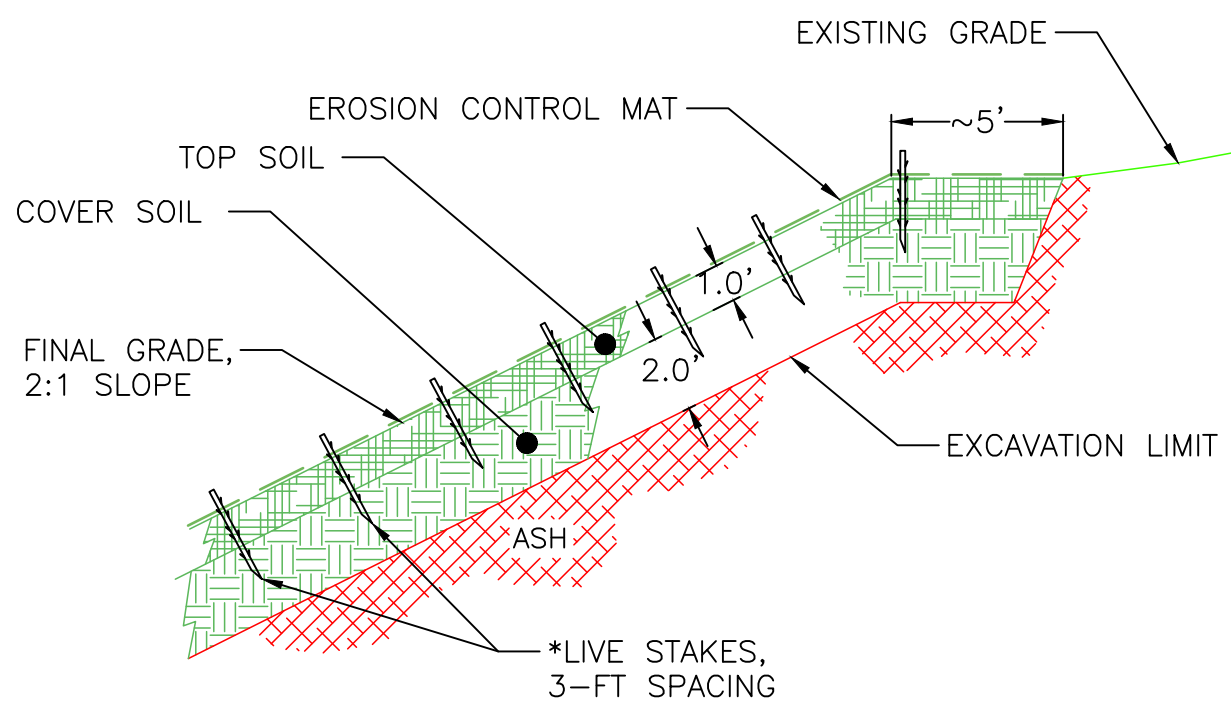 EXISTING GRADE
EROSION CONTROL MAT
~5'
TOP SOIL
COVER SOIL
1.0'
FINAL GRADE,
2:1 SLOPE
2.0'
EXCAVATION LIMIT
ASH
*LIVE STAKES,
3-FT SPACING